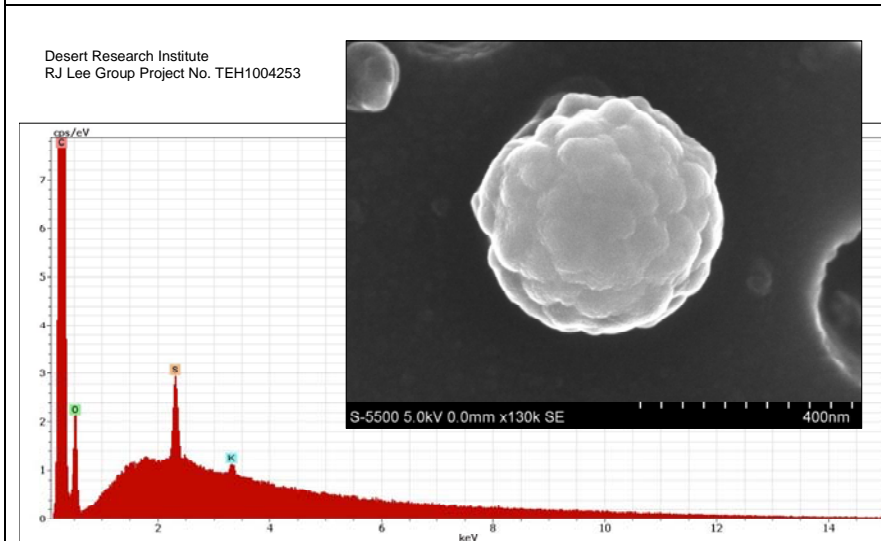 Desert Research Institute
RJ Lee Group Project No. TEH1004253
cps/eV
C
7
6
5
4
3
S
O
2
K
1
0
2
4
6
8
10
12
14
keV
S-5500 5.0kV 0.0mm x130k SE
400nm